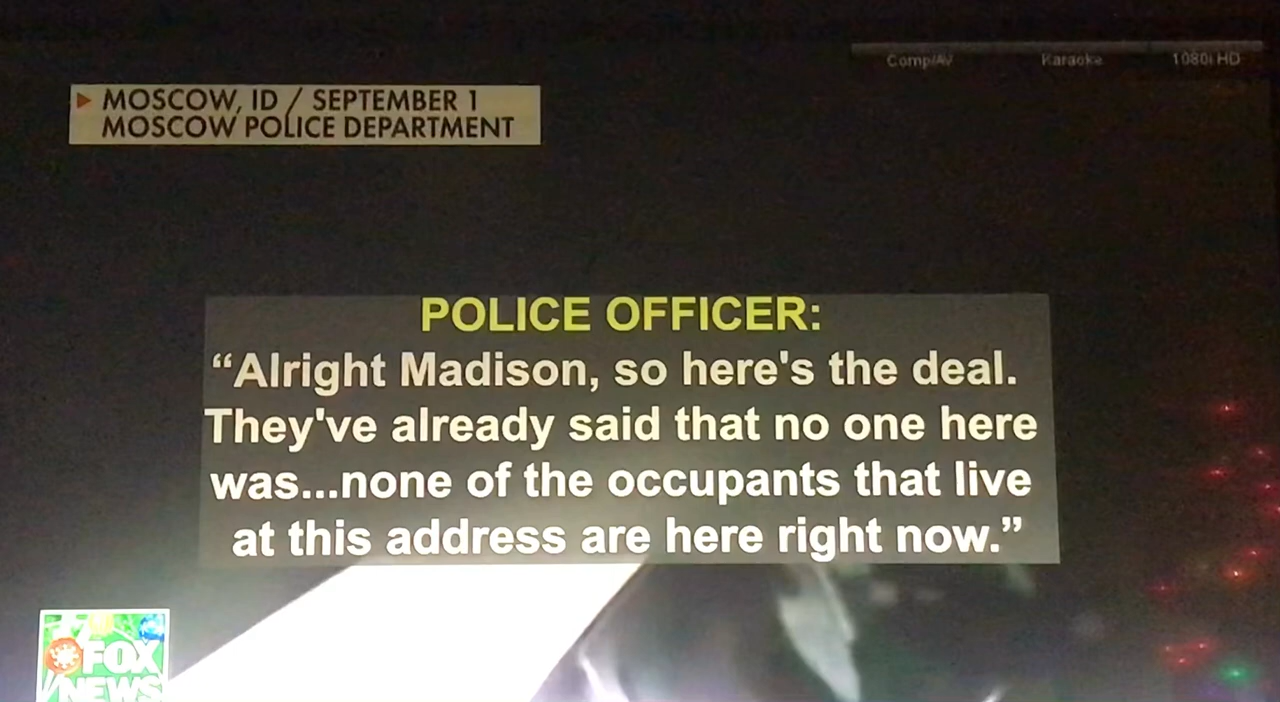 Comp/AV Karaoke 1080i HD
MOSCOW, ID / SEPTEMBER 1
MOSCOW POLICE DEPARTMENT
POLICE OFFICER:
“Alright Madison, so here's the deal.
They've already said that no one here
was...none of the occupants that live
at this address are here right now.”
FOX
NEWS